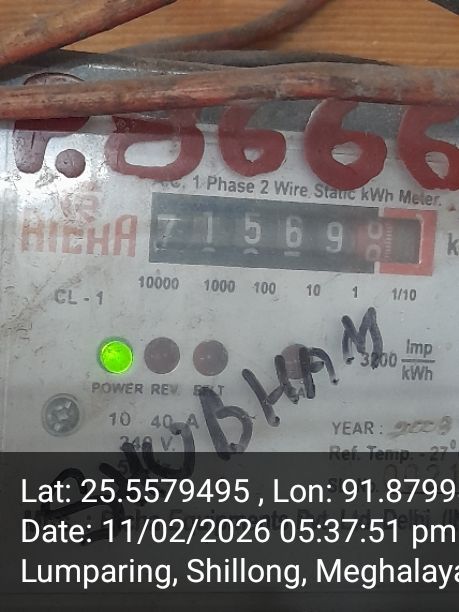 P.8666
AC, 1 Phase 2 Wire Static kWh Meter.
71569
CL - 1
10000 1000 100 10 1 1/10
POWER REV.
3200 Imp/kWh
10 40 A
240 V.
SHUBHAM
YEAR :
Ref. Temp. - 27°
Lat: 25.5579495 , Lon: 91.8799
Date: 11/02/2026 05:37:51 pm
Lumparing, Shillong, Meghalaya